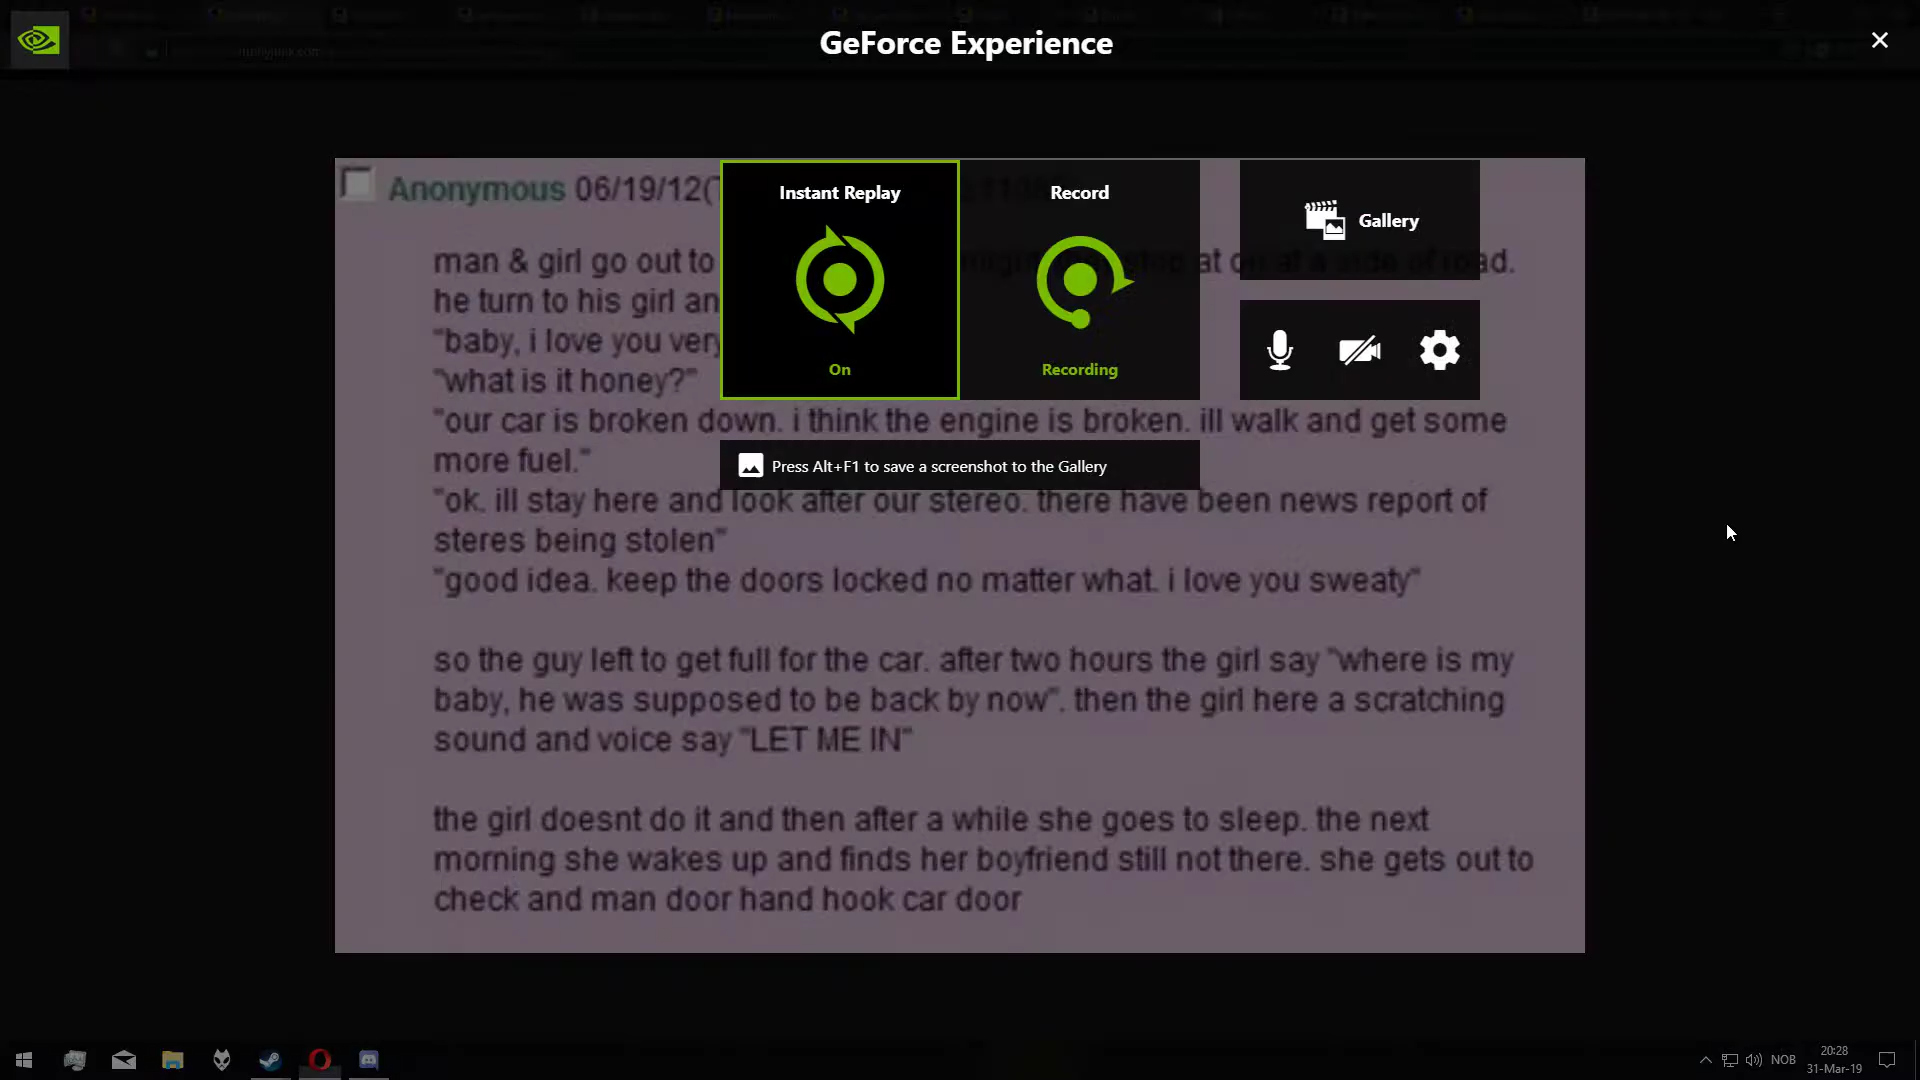 GeForce Experience
Anonymous 06/19/12(
Instant Replay
On
Record
Recording
Gallery
man & girl go out to at on at a side of road.
he turn to his girl an
"baby, i love you very
"what is it honey?"
"our car is broken down. i think the engine is broken. ill walk and get some
more fuel."
Press Alt+F1 to save a screenshot to the Gallery
"ok. ill stay here and look after our stereo. there have been news report of
steres being stolen"
"good idea. keep the doors locked no matter what. i love you sweaty"
so the guy left to get full for the car. after two hours the girl say "where is my
baby, he was supposed to be back by now". then the girl here a scratching
sound and voice say "LET ME IN"
the girl doesnt do it and then after a while she goes to sleep. the next
morning she wakes up and finds her boyfriend still not there. she gets out to
check and man door hand hook car door
NOB
20:28
31-Mar-19